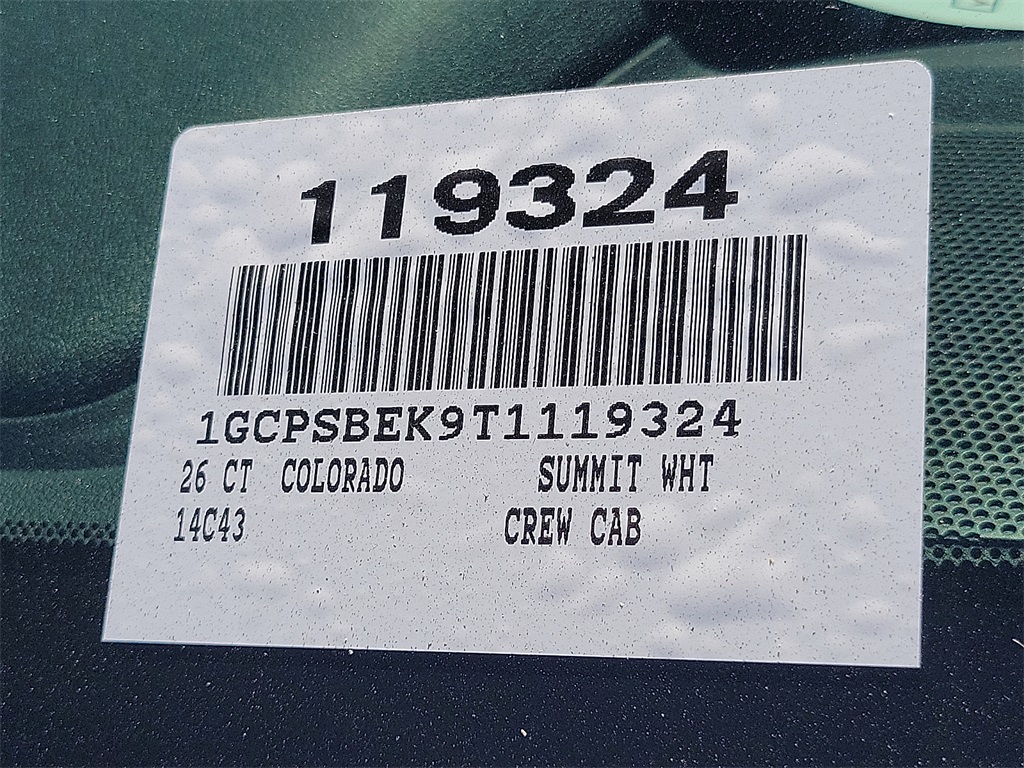 119324
1GCPSBEK9T1119324
26 CT COLORADO SUMMIT WHT
14C43 CREW CAB